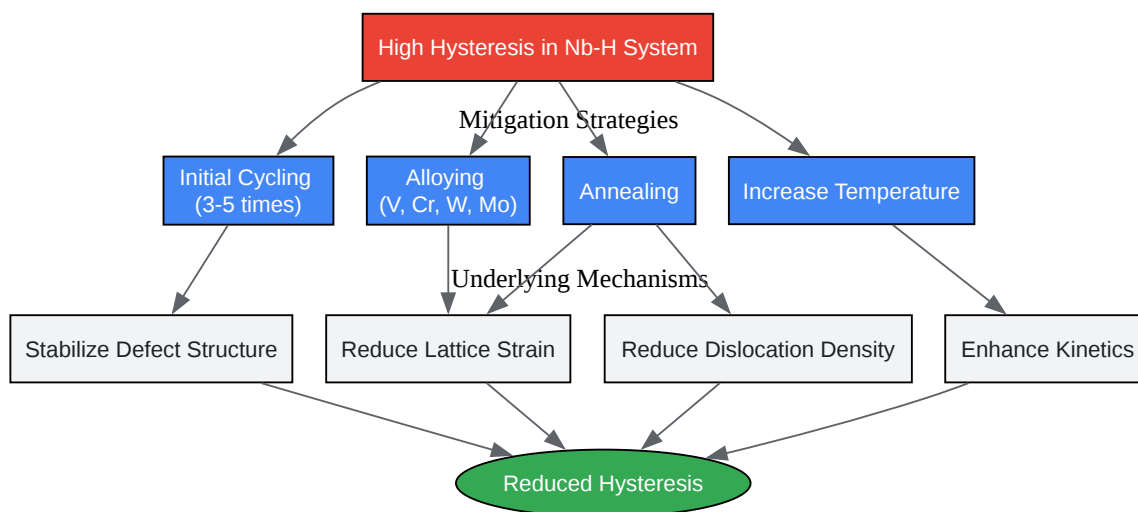 High Hysteresis in Nb-H System
Mitigation Strategies
Initial Cycling
(3-5 times)
Alloying
(V, Cr, W, Mo)
Annealing
Increase Temperature
Underlying Mechanisms
Stabilize Defect Structure
Reduce Lattice Strain
Reduce Dislocation Density
Enhance Kinetics
Reduced Hysteresis